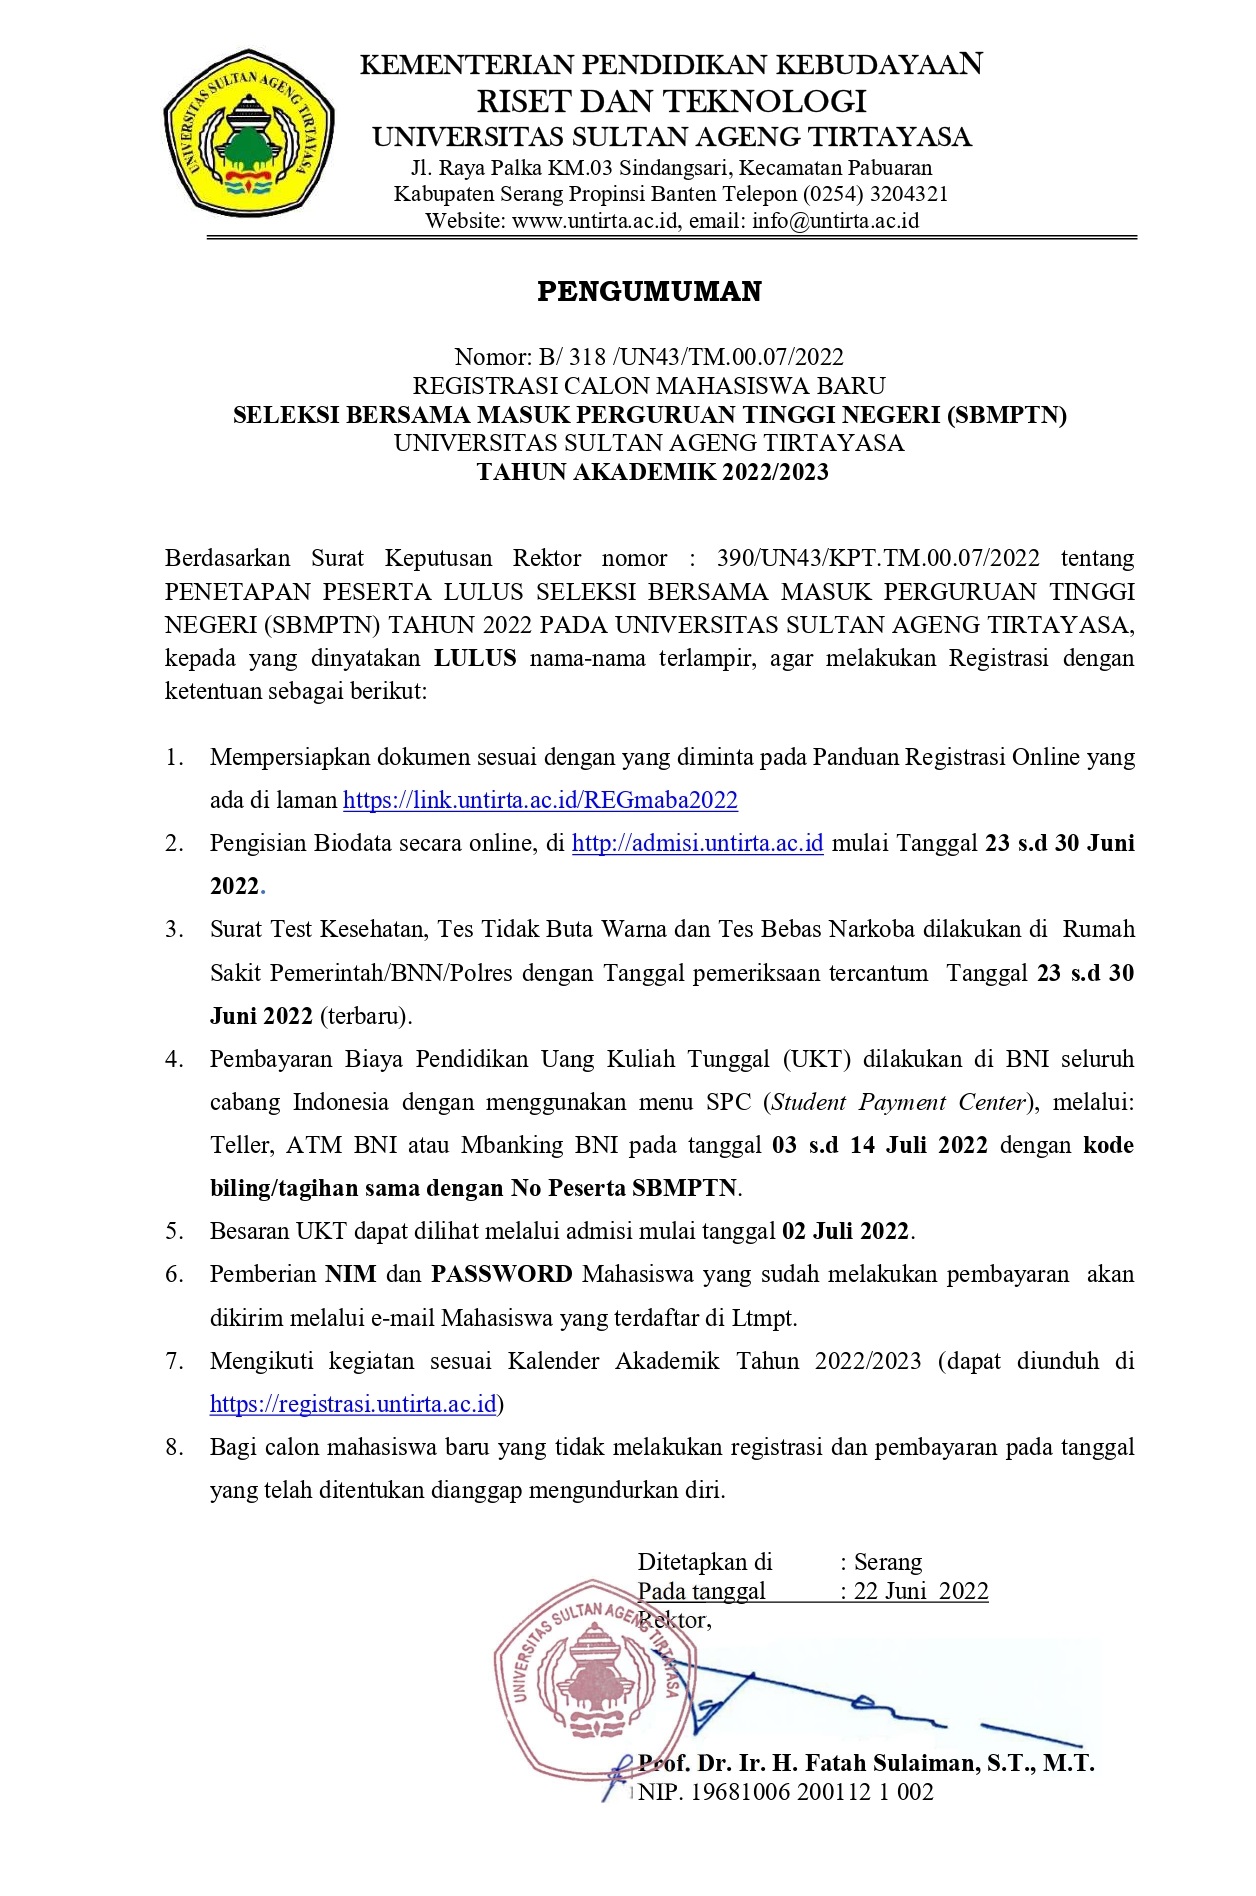 UNIVERSITAS SULTAN AGENG TIRTAYASA
KEMENTERIAN PENDIDIKAN KEBUDAYAAN
RISET DAN TEKNOLOGI
UNIVERSITAS SULTAN AGENG TIRTAYASA
Jl. Raya Palka KM.03 Sindangsari, Kecamatan Pabuaran
Kabupaten Serang Propinsi Banten Telepon (0254) 3204321
Website: www.untirta.ac.id, email: info@untirta.ac.id
PENGUMUMAN
Nomor: B/ 318 /UN43/TM.00.07/2022
REGISTRASI CALON MAHASISWA BARU
SELEKSI BERSAMA MASUK PERGURUAN TINGGI NEGERI (SBMPTN)
UNIVERSITAS SULTAN AGENG TIRTAYASA
TAHUN AKADEMIK 2022/2023
Berdasarkan Surat Keputusan Rektor nomor : 390/UN43/KPT.TM.00.07/2022 tentang
PENETAPAN PESERTA LULUS SELEKSI BERSAMA MASUK PERGURUAN TINGGI
NEGERI (SBMPTN) TAHUN 2022 PADA UNIVERSITAS SULTAN AGENG TIRTAYASA,
kepada yang dinyatakan LULUS nama-nama terlampir, agar melakukan Registrasi dengan
ketentuan sebagai berikut:
1. Mempersiapkan dokumen sesuai dengan yang diminta pada Panduan Registrasi Online yang
ada di laman https://link.untirta.ac.id/REGmaba2022
2. Pengisian Biodata secara online, di http://admisi.untirta.ac.id mulai Tanggal 23 s.d 30 Juni
2022.
3. Surat Test Kesehatan, Tes Tidak Buta Warna dan Tes Bebas Narkoba dilakukan di Rumah
Sakit Pemerintah/BNN/Polres dengan Tanggal pemeriksaan tercantum Tanggal 23 s.d 30
Juni 2022 (terbaru).
4. Pembayaran Biaya Pendidikan Uang Kuliah Tunggal (UKT) dilakukan di BNI seluruh
cabang Indonesia dengan menggunakan menu SPC (Student Payment Center), melalui:
Teller, ATM BNI atau Mbanking BNI pada tanggal 03 s.d 14 Juli 2022 dengan kode
biling/tagihan sama dengan No Peserta SBMPTN.
5. Besaran UKT dapat dilihat melalui admisi mulai tanggal 02 Juli 2022.
6. Pemberian NIM dan PASSWORD Mahasiswa yang sudah melakukan pembayaran akan
dikirim melalui e-mail Mahasiswa yang terdaftar di Ltmpt.
7. Mengikuti kegiatan sesuai Kalender Akademik Tahun 2022/2023 (dapat diunduh di
https://registrasi.untirta.ac.id)
8. Bagi calon mahasiswa baru yang tidak melakukan registrasi dan pembayaran pada tanggal
yang telah ditentukan dianggap mengundurkan diri.
Ditetapkan di : Serang
Pada tanggal : 22 Juni 2022
Rektor,
UNIVERSITAS SULTAN AGENG TIRTAYASA
Prof. Dr. Ir. H. Fatah Sulaiman, S.T., M.T.
NIP. 19681006 200112 1 002